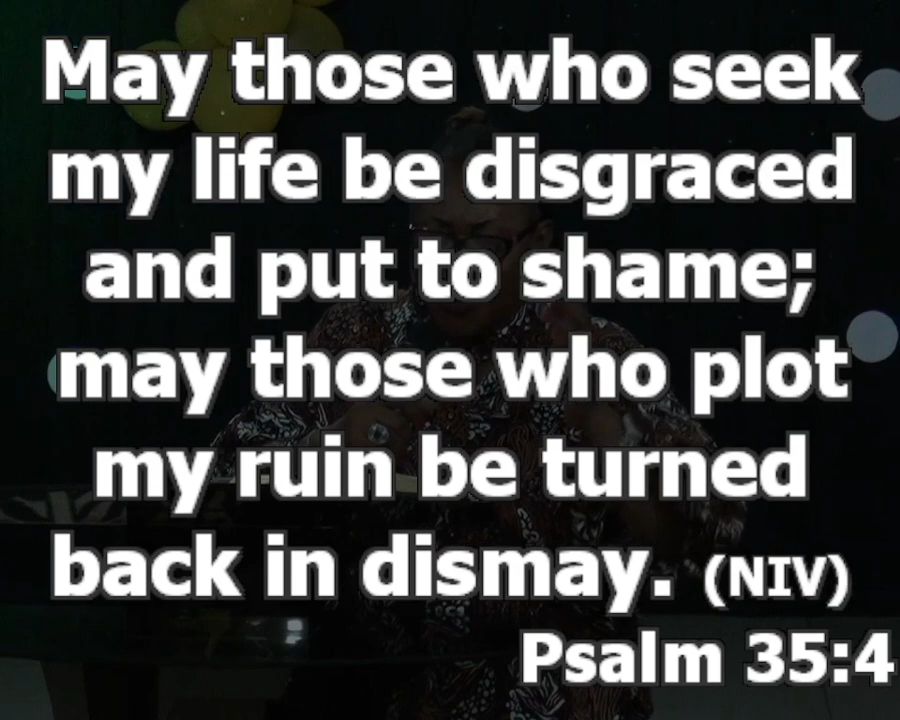 May those who seek
my life be disgraced
and put to shame;
may those who plot
my ruin be turned
back in dismay. (NIV)
Psalm 35:4